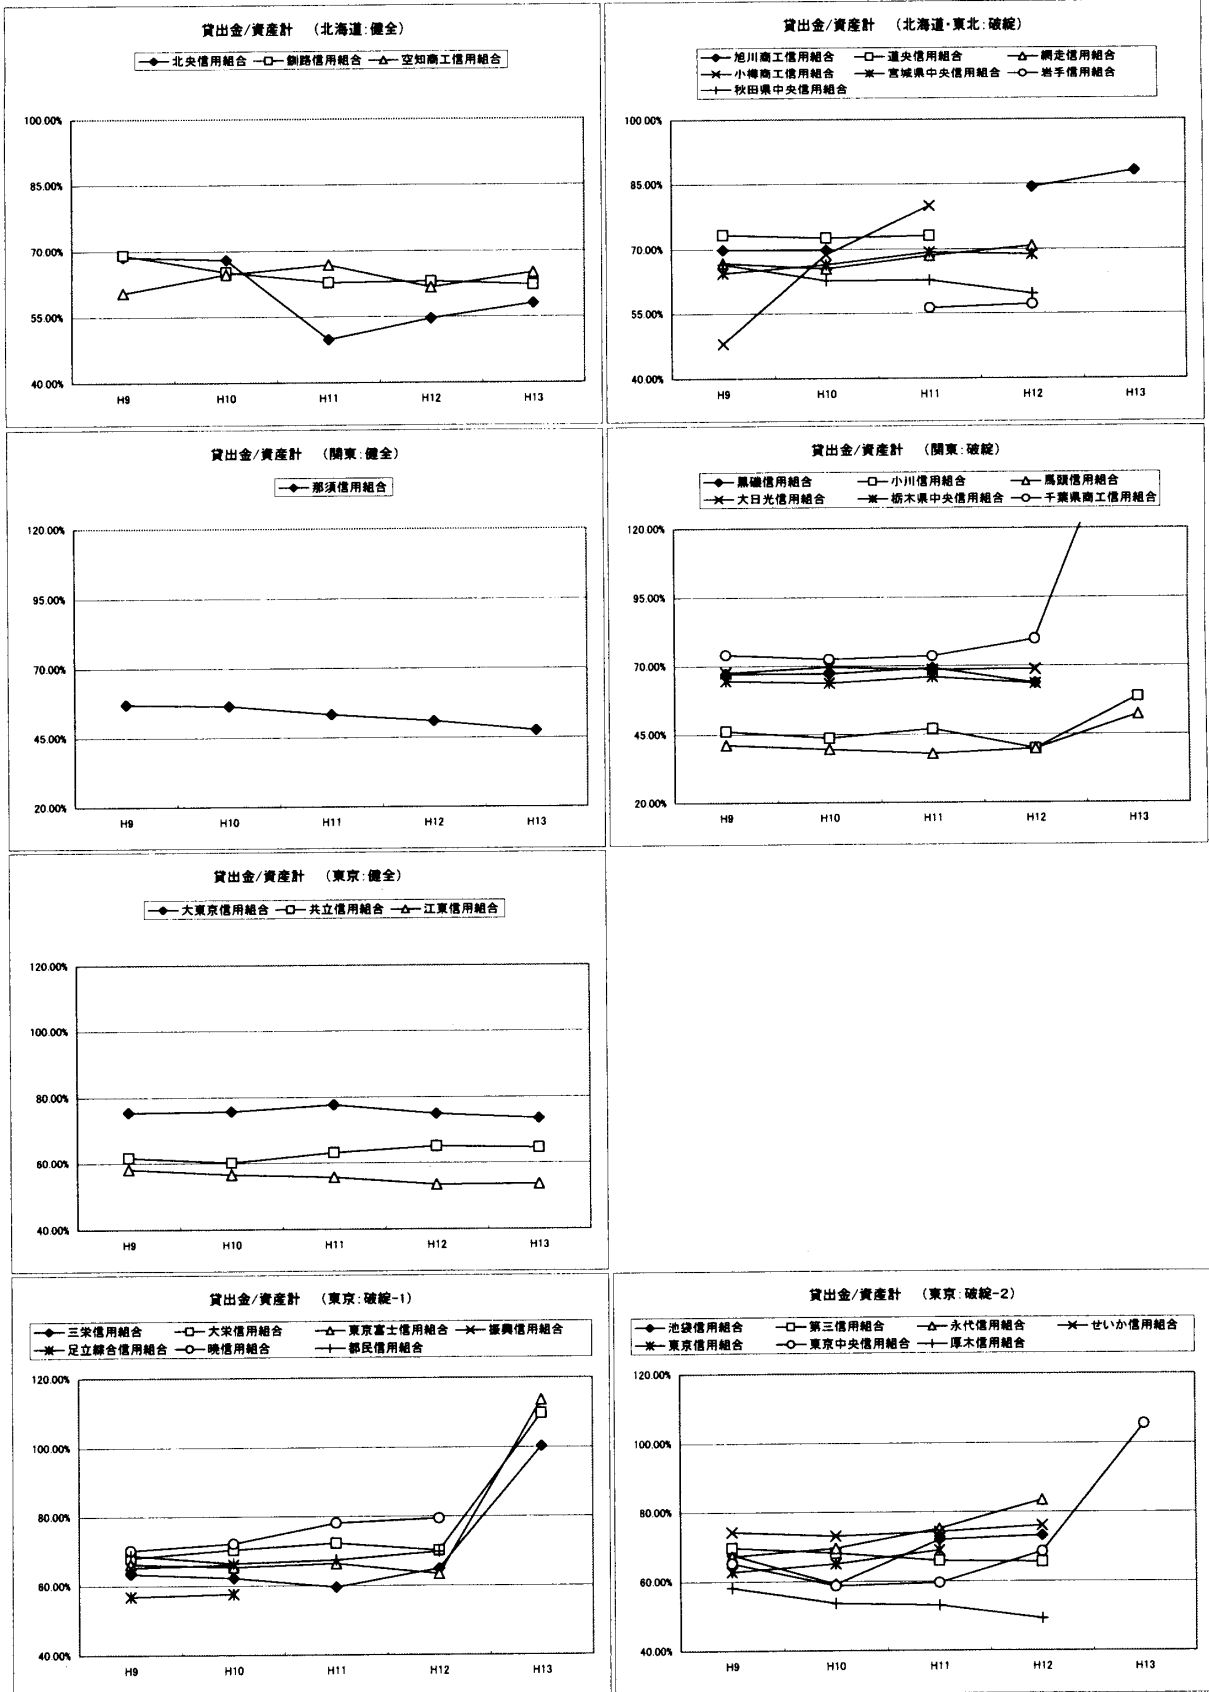 貸出金/資産計 (北海道:健全)
北央信用組合 釧路信用組合 空知商工信用組合
100.00%
85.00%
70.00%
55.00%
40.00%
H9 H10 H11 H12 H13
貸出金/資産計 (北海道・東北:破綻)
旭川商工信用組合 道央信用組合 網走信用組合
小樽商工信用組合 宮城県中央信用組合 岩手信用組合
秋田県中央信用組合
100.00%
85.00%
70.00%
55.00%
40.00%
H9 H10 H11 H12 H13
貸出金/資産計 (関東:健全)
那須信用組合
120.00%
95.00%
70.00%
45.00%
20.00%
H9 H10 H11 H12 H13
貸出金/資産計 (関東:破綻)
黒磯信用組合 小川信用組合 馬頭信用組合
大日光信用組合 栃木県中央信用組合 千葉県商工信用組合
120.00%
95.00%
70.00%
45.00%
20.00%
H9 H10 H11 H12 H13
貸出金/資産計 (東京:健全)
大東京信用組合 共立信用組合 江東信用組合
120.00%
100.00%
80.00%
60.00%
40.00%
H9 H10 H11 H12 H13
貸出金/資産計 (東京:破綻-1)
三栄信用組合 大栄信用組合 東京富士信用組合 振興信用組合
足立綜合信用組合 暁信用組合 都民信用組合
120.00%
100.00%
80.00%
60.00%
40.00%
H9 H10 H11 H12 H13
貸出金/資産計 (東京:破綻-2)
池袋信用組合 第三信用組合 永代信用組合 せいか信用組合
東京信用組合 東京中央信用組合 厚木信用組合
120.00%
100.00%
80.00%
60.00%
40.00%
H9 H10 H11 H12 H13